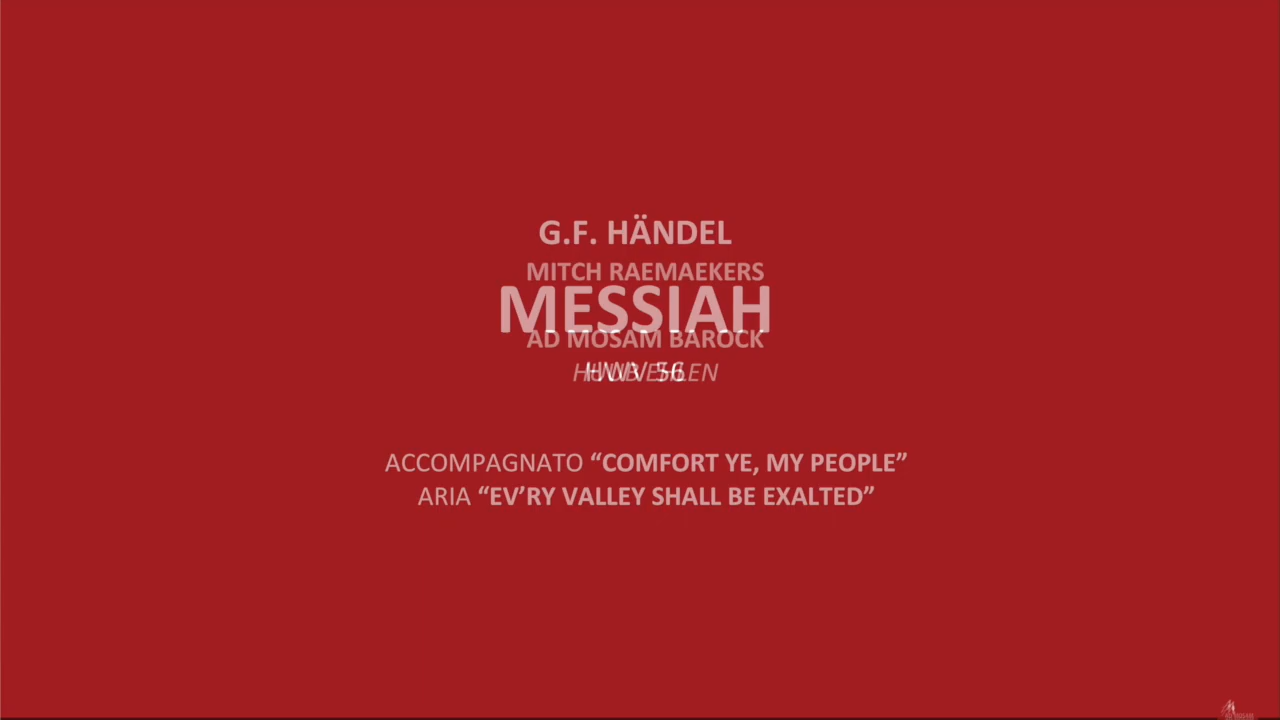 G.F. HÄNDEL
MITCH RAEMAEKERS
MESSIAH
AD MOSAM BAROCK
HWV 56
ACCOMPAGNATO “COMFORT YE, MY PEOPLE”
ARIA “EV’RY VALLEY SHALL BE EXALTED”